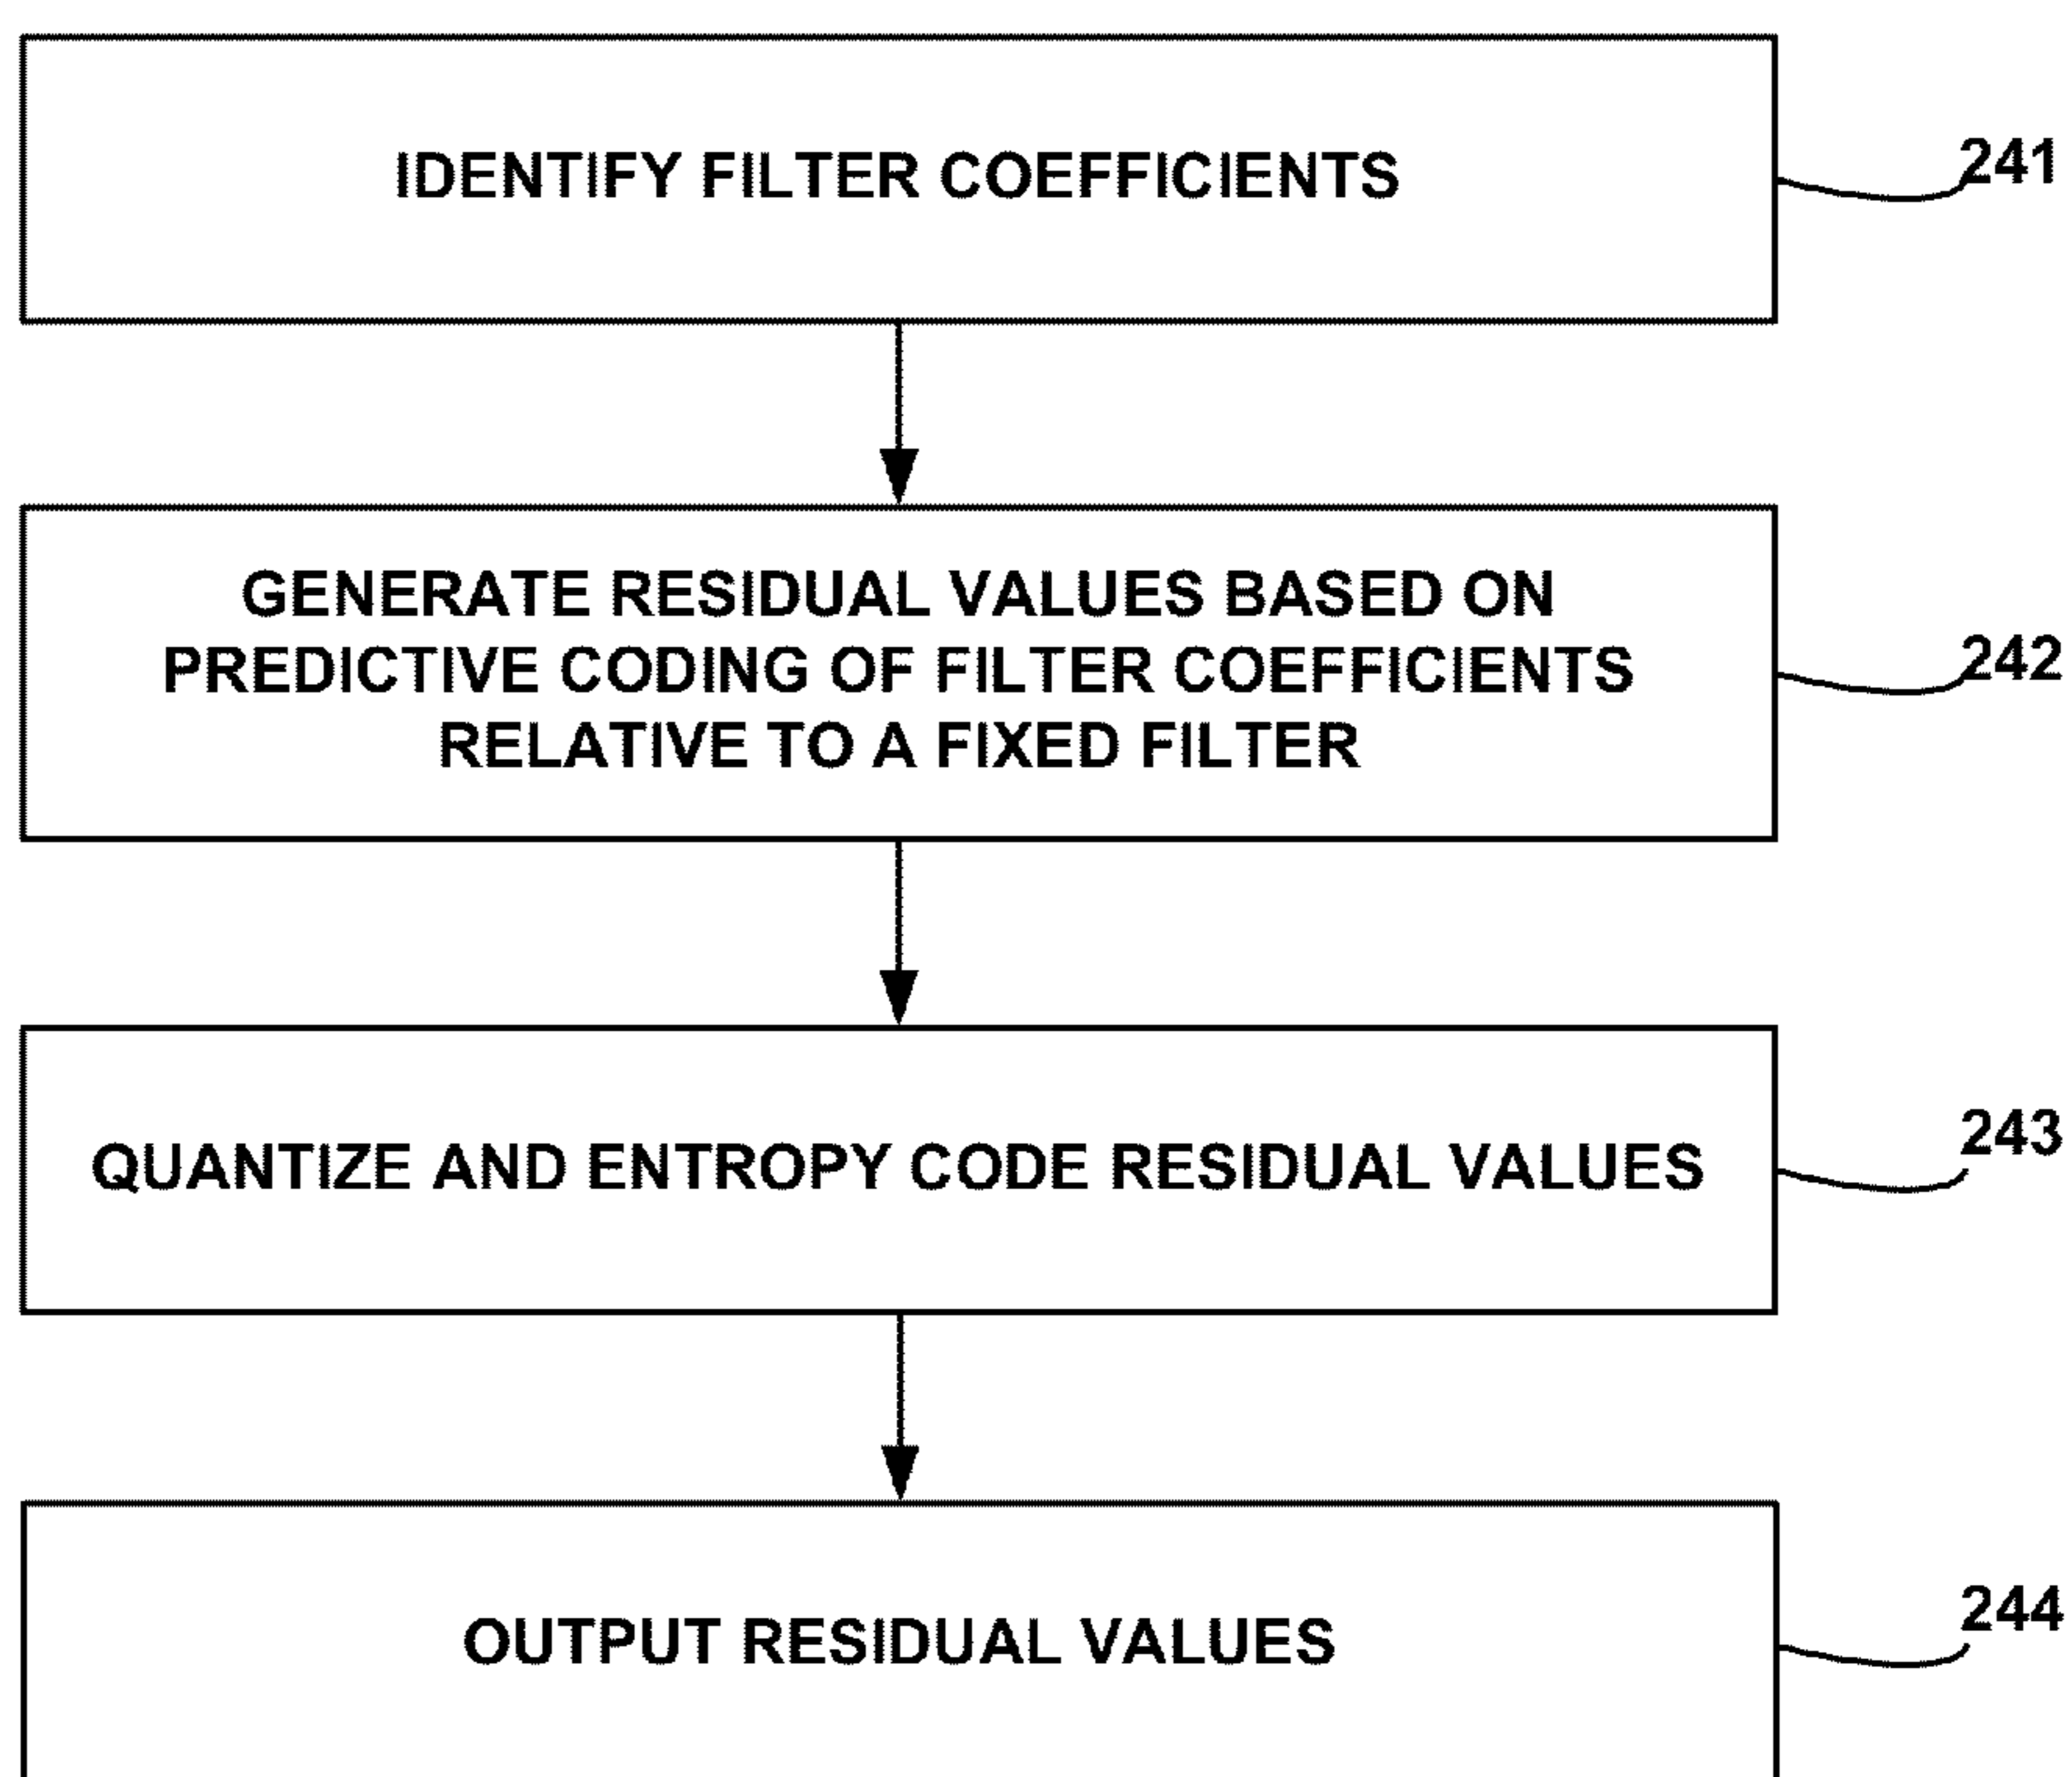 IDENTIFY FILTER COEFFICIENTS
241
GENERATE RESIDUAL VALUES BASED ON
PREDICTIVE CODING OF FILTER COEFFICIENTS
RELATIVE TO A FIXED FILTER
242
QUANTIZE AND ENTROPY CODE RESIDUAL VALUES
243
OUTPUT RESIDUAL VALUES
244